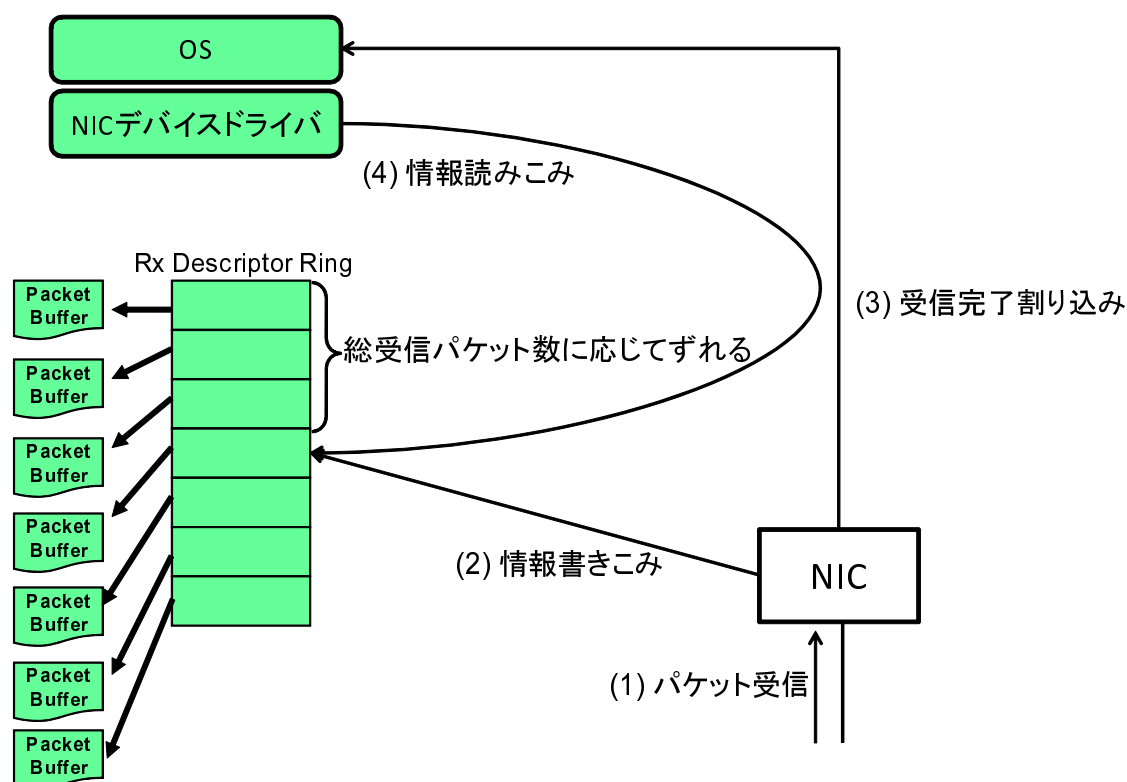 OS
NICデバイスドライバ
(4) 情報読みこみ
Rx Descriptor Ring
(3) 受信完了割り込み
総受信パケット数に応じてずれる
Packet
Buffer
Packet
Buffer
Packet
Buffer
Packet
Buffer
Packet
Buffer
Packet
Buffer
Packet
Buffer
(2) 情報書きこみ
NIC
(1) パケット受信